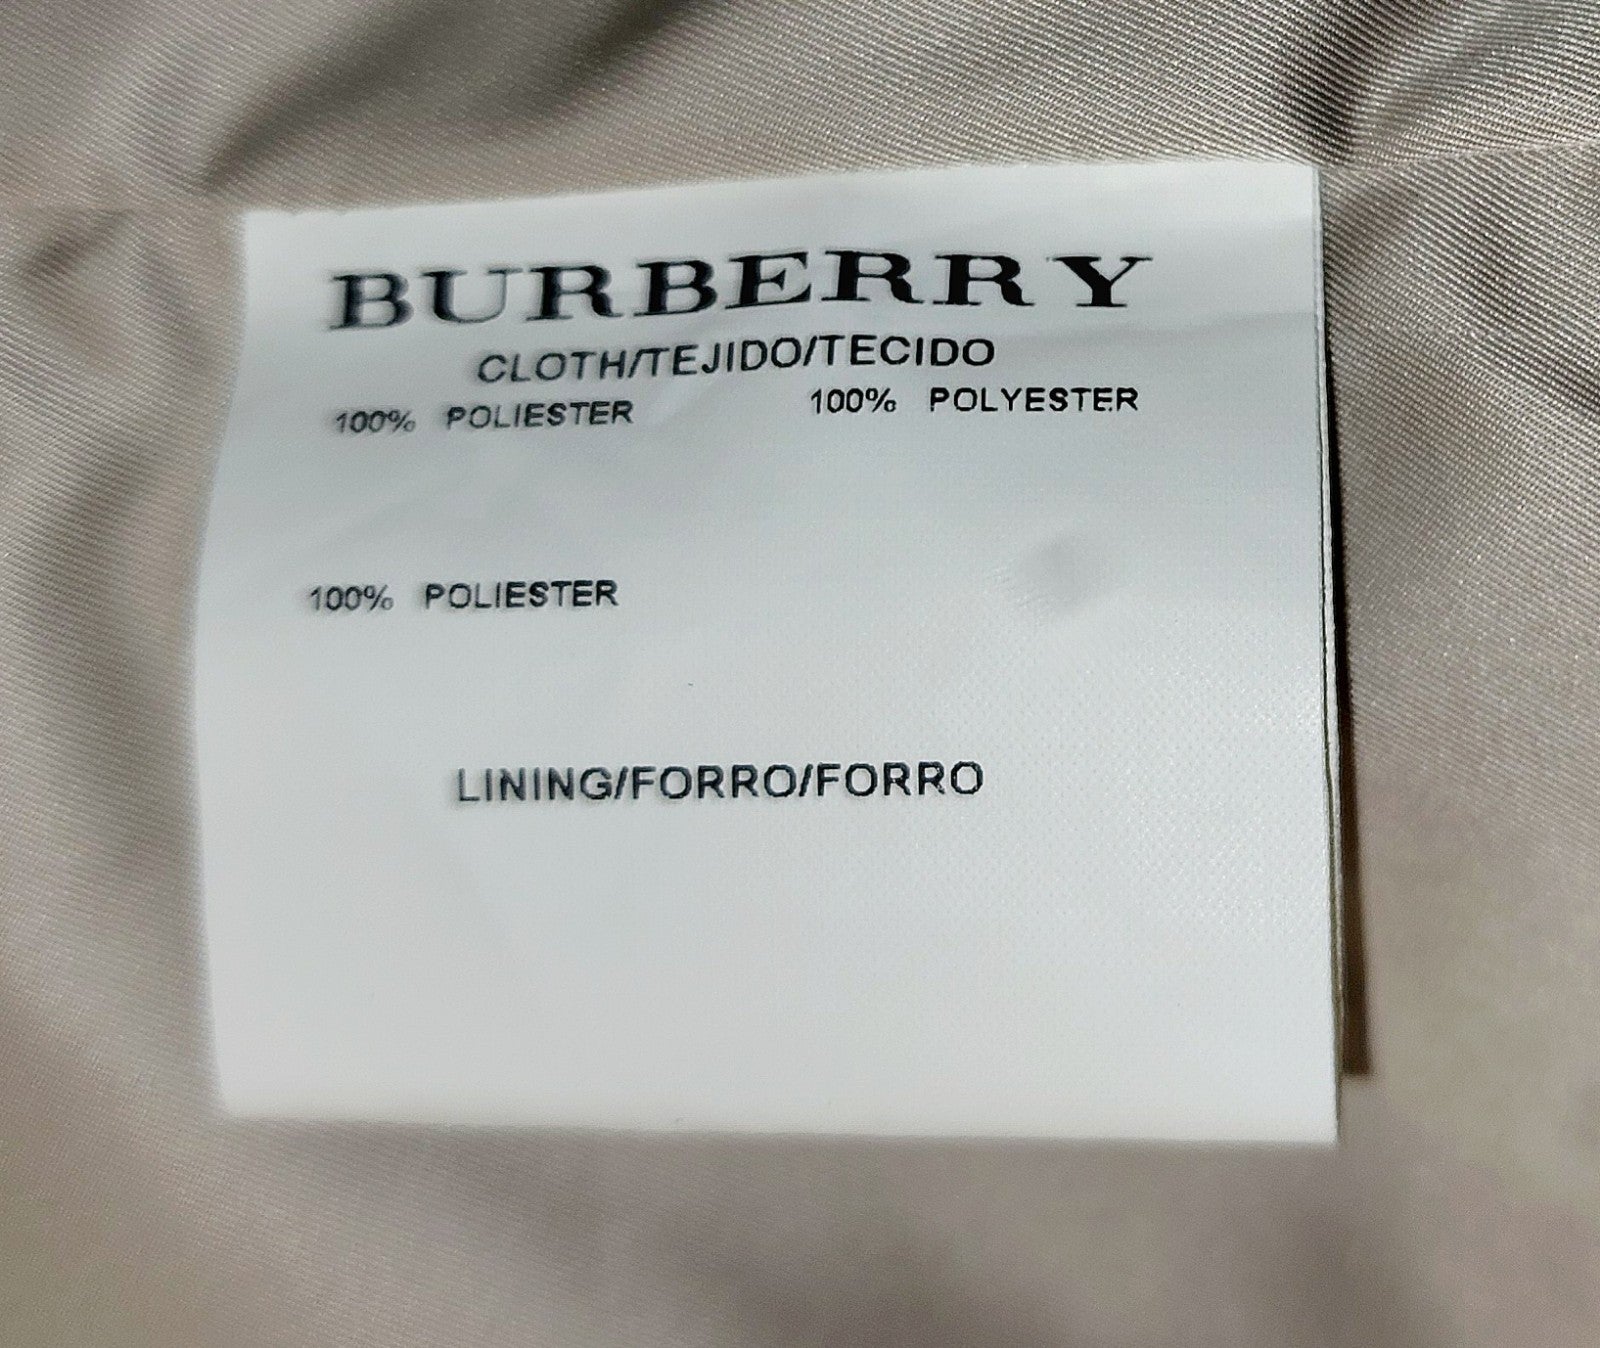 BURBERRY
CLOTH/TEJIDO/TECIDO
100% POLIESTER 100% POLYESTER
100% POLIESTER
LINING/FORRO/FORRO